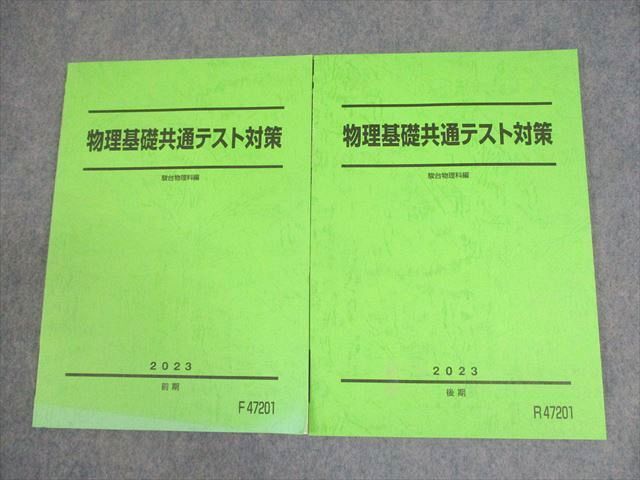 物理基礎共通テスト対策
駿台物理科編
2023
前期
F47201
物理基礎共通テスト対策
駿台物理科編
2023
後期
R47201